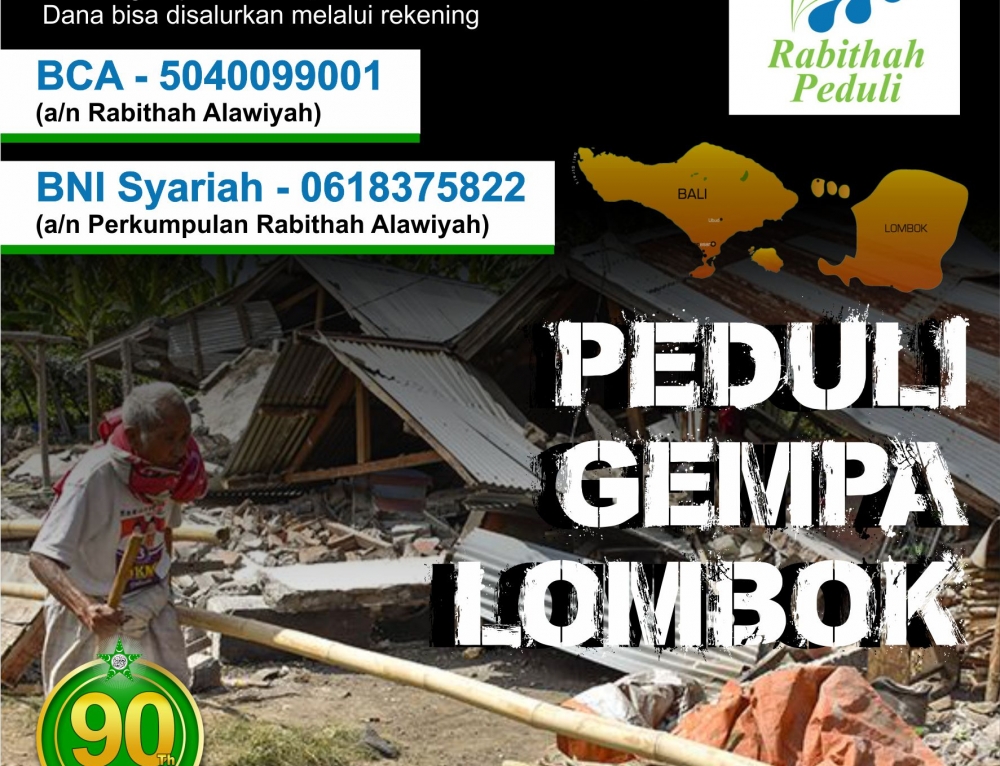 Dana bisa disalurkan melalui rekening
BCA - 5040099001
(a/n Rabithah Alawiyah)
BNI Syariah - 0618375822
(a/n Perkumpulan Rabithah Alawiyah)
Rabithah
Peduli
BALI
LOMBOK
PEDULI
GEMPA
LOMBOK
90Th